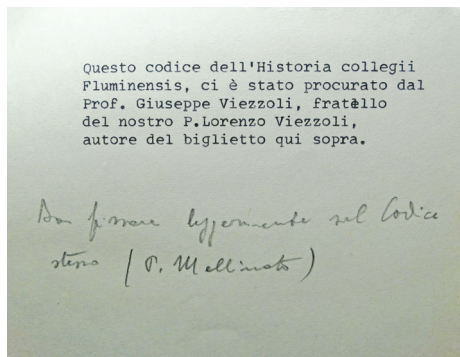 Questo codice dell'Historia collegii
Fluminensis, ci è stato procurato dal
Prof. Giuseppe Viezzoli, fratello
del nostro P.Lorenzo Viezzoli,
autore del biglietto qui sopra.
Da fissare leggermente nel Codice
stesso (P. Mellinato)